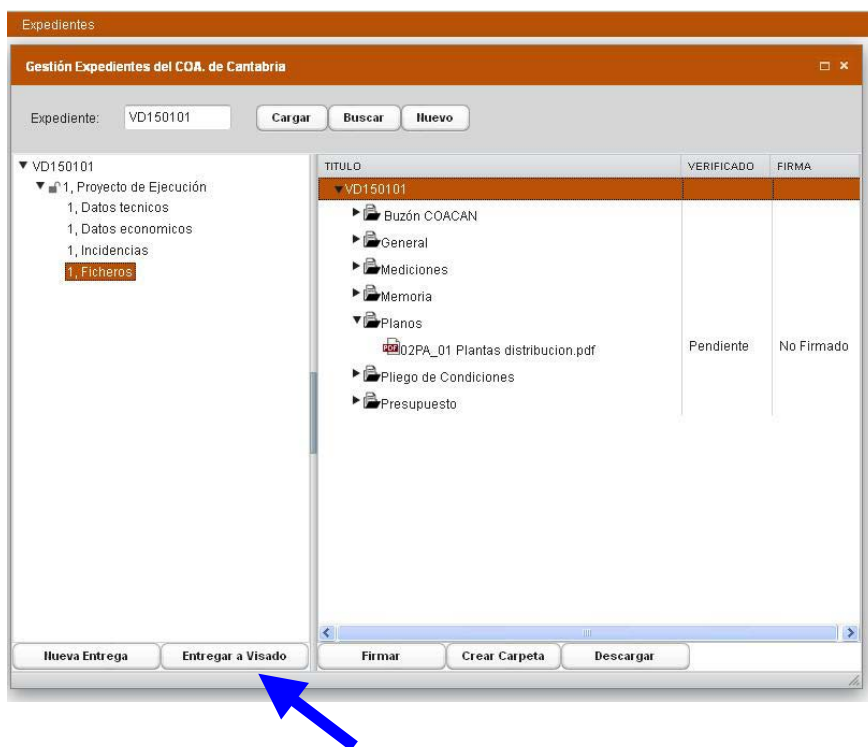 Expedientes
Gestión Expedientes del COA. de Cantabria
Expediente: VD150101 Cargar Buscar Nuevo
VD150101
1, Proyecto de Ejecución
1, Datos tecnicos
1, Datos economicos
1, Incidencias
1, Ficheros
TITULO VERIFICADO FIRMA
VD150101
Buzón COACAN
General
Mediciones
Memoria
Planos
02PA_01 Plantas distribucion.pdf Pendiente No Firmado
Pliego de Condiciones
Presupuesto
Nueva Entrega Entregar a Visado Firmar Crear Carpeta Descargar